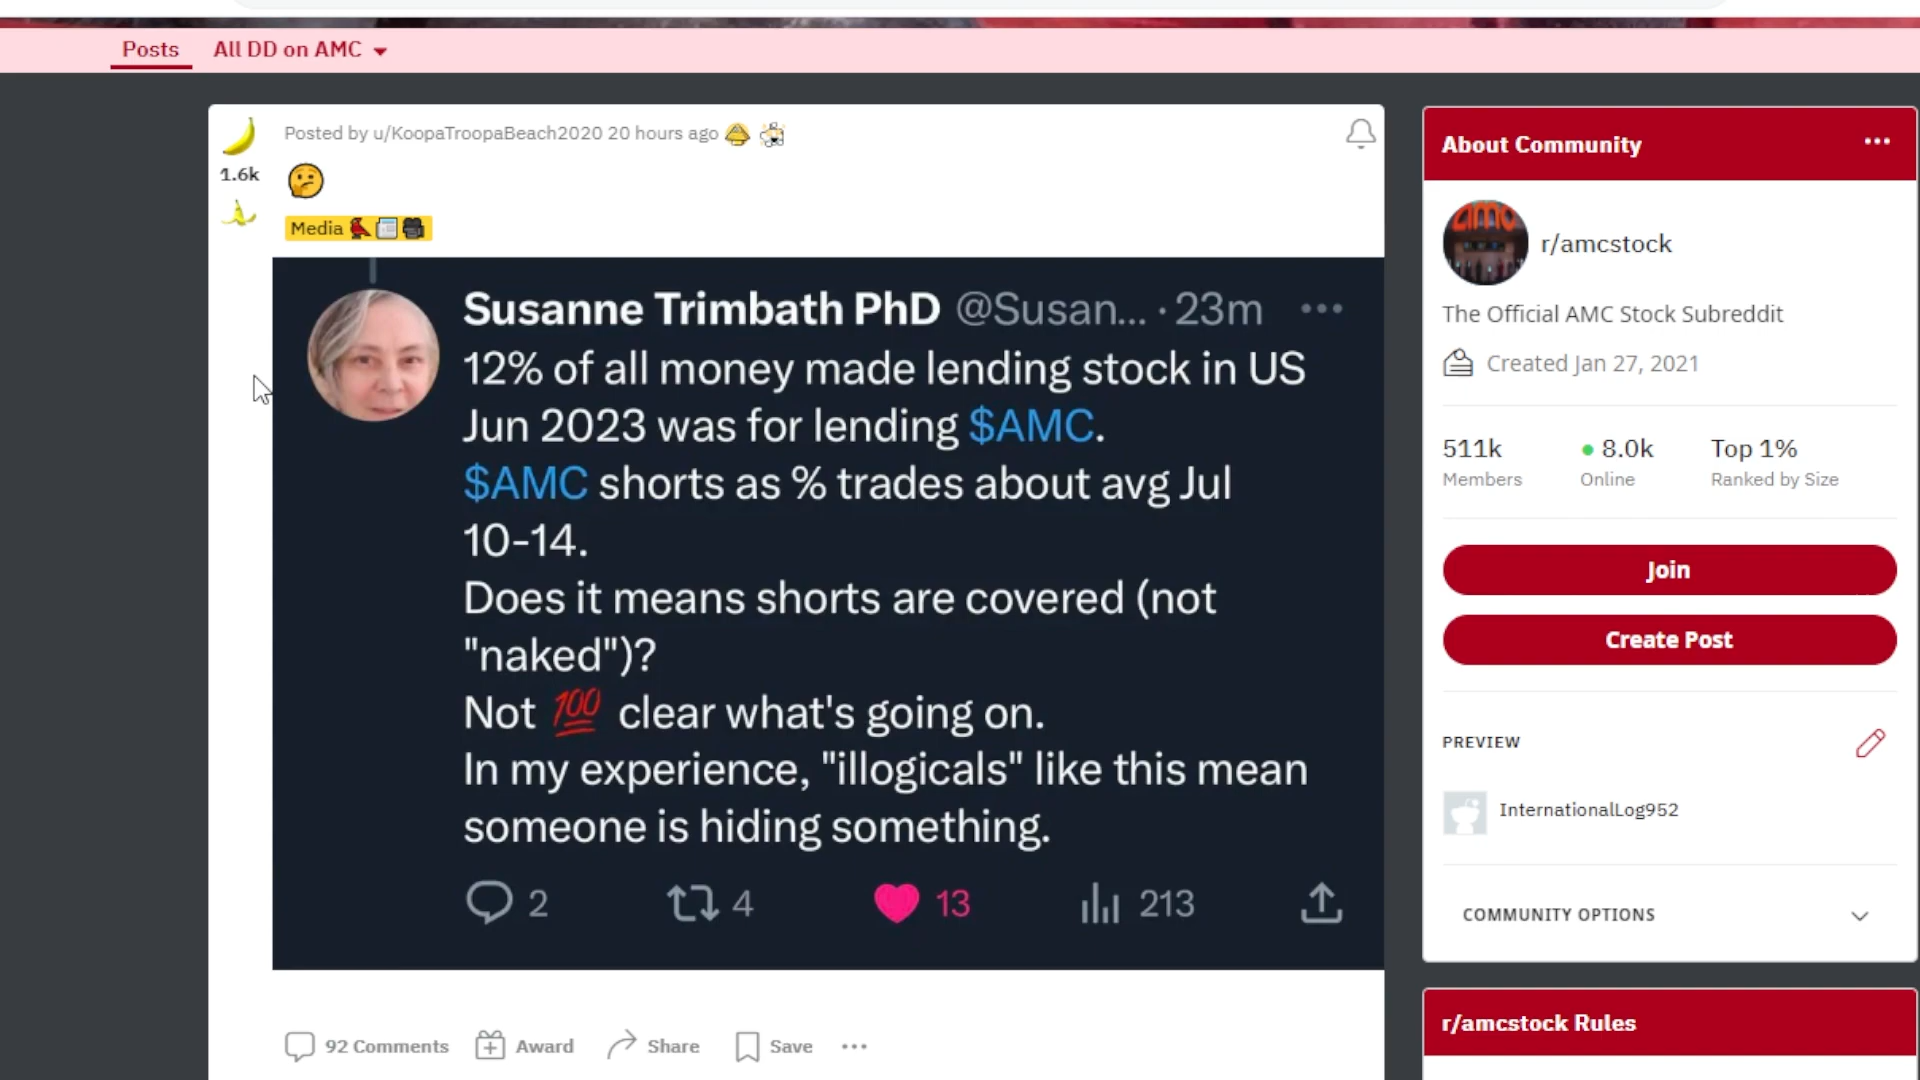 Posts All DD on AMC
Posted by u/KoopaTroopaBeach2020 20 hours ago
1.6k
Media
Susanne Trimbath PhD @Susan... · 23m
12% of all money made lending stock in US
Jun 2023 was for lending $AMC.
$AMC shorts as % trades about avg Jul
10-14.
Does it means shorts are covered (not
"naked")?
Not 💯 clear what's going on.
In my experience, "illogicals" like this mean
someone is hiding something.
2 4 13 213
92 Comments Award Share Save
About Community
amc
r/amcstock
The Official AMC Stock Subreddit
Created Jan 27, 2021
511k 8.0k Top 1%
Members Online Ranked by Size
Join
Create Post
PREVIEW
InternationalLog952
COMMUNITY OPTIONS
r/amcstock Rules